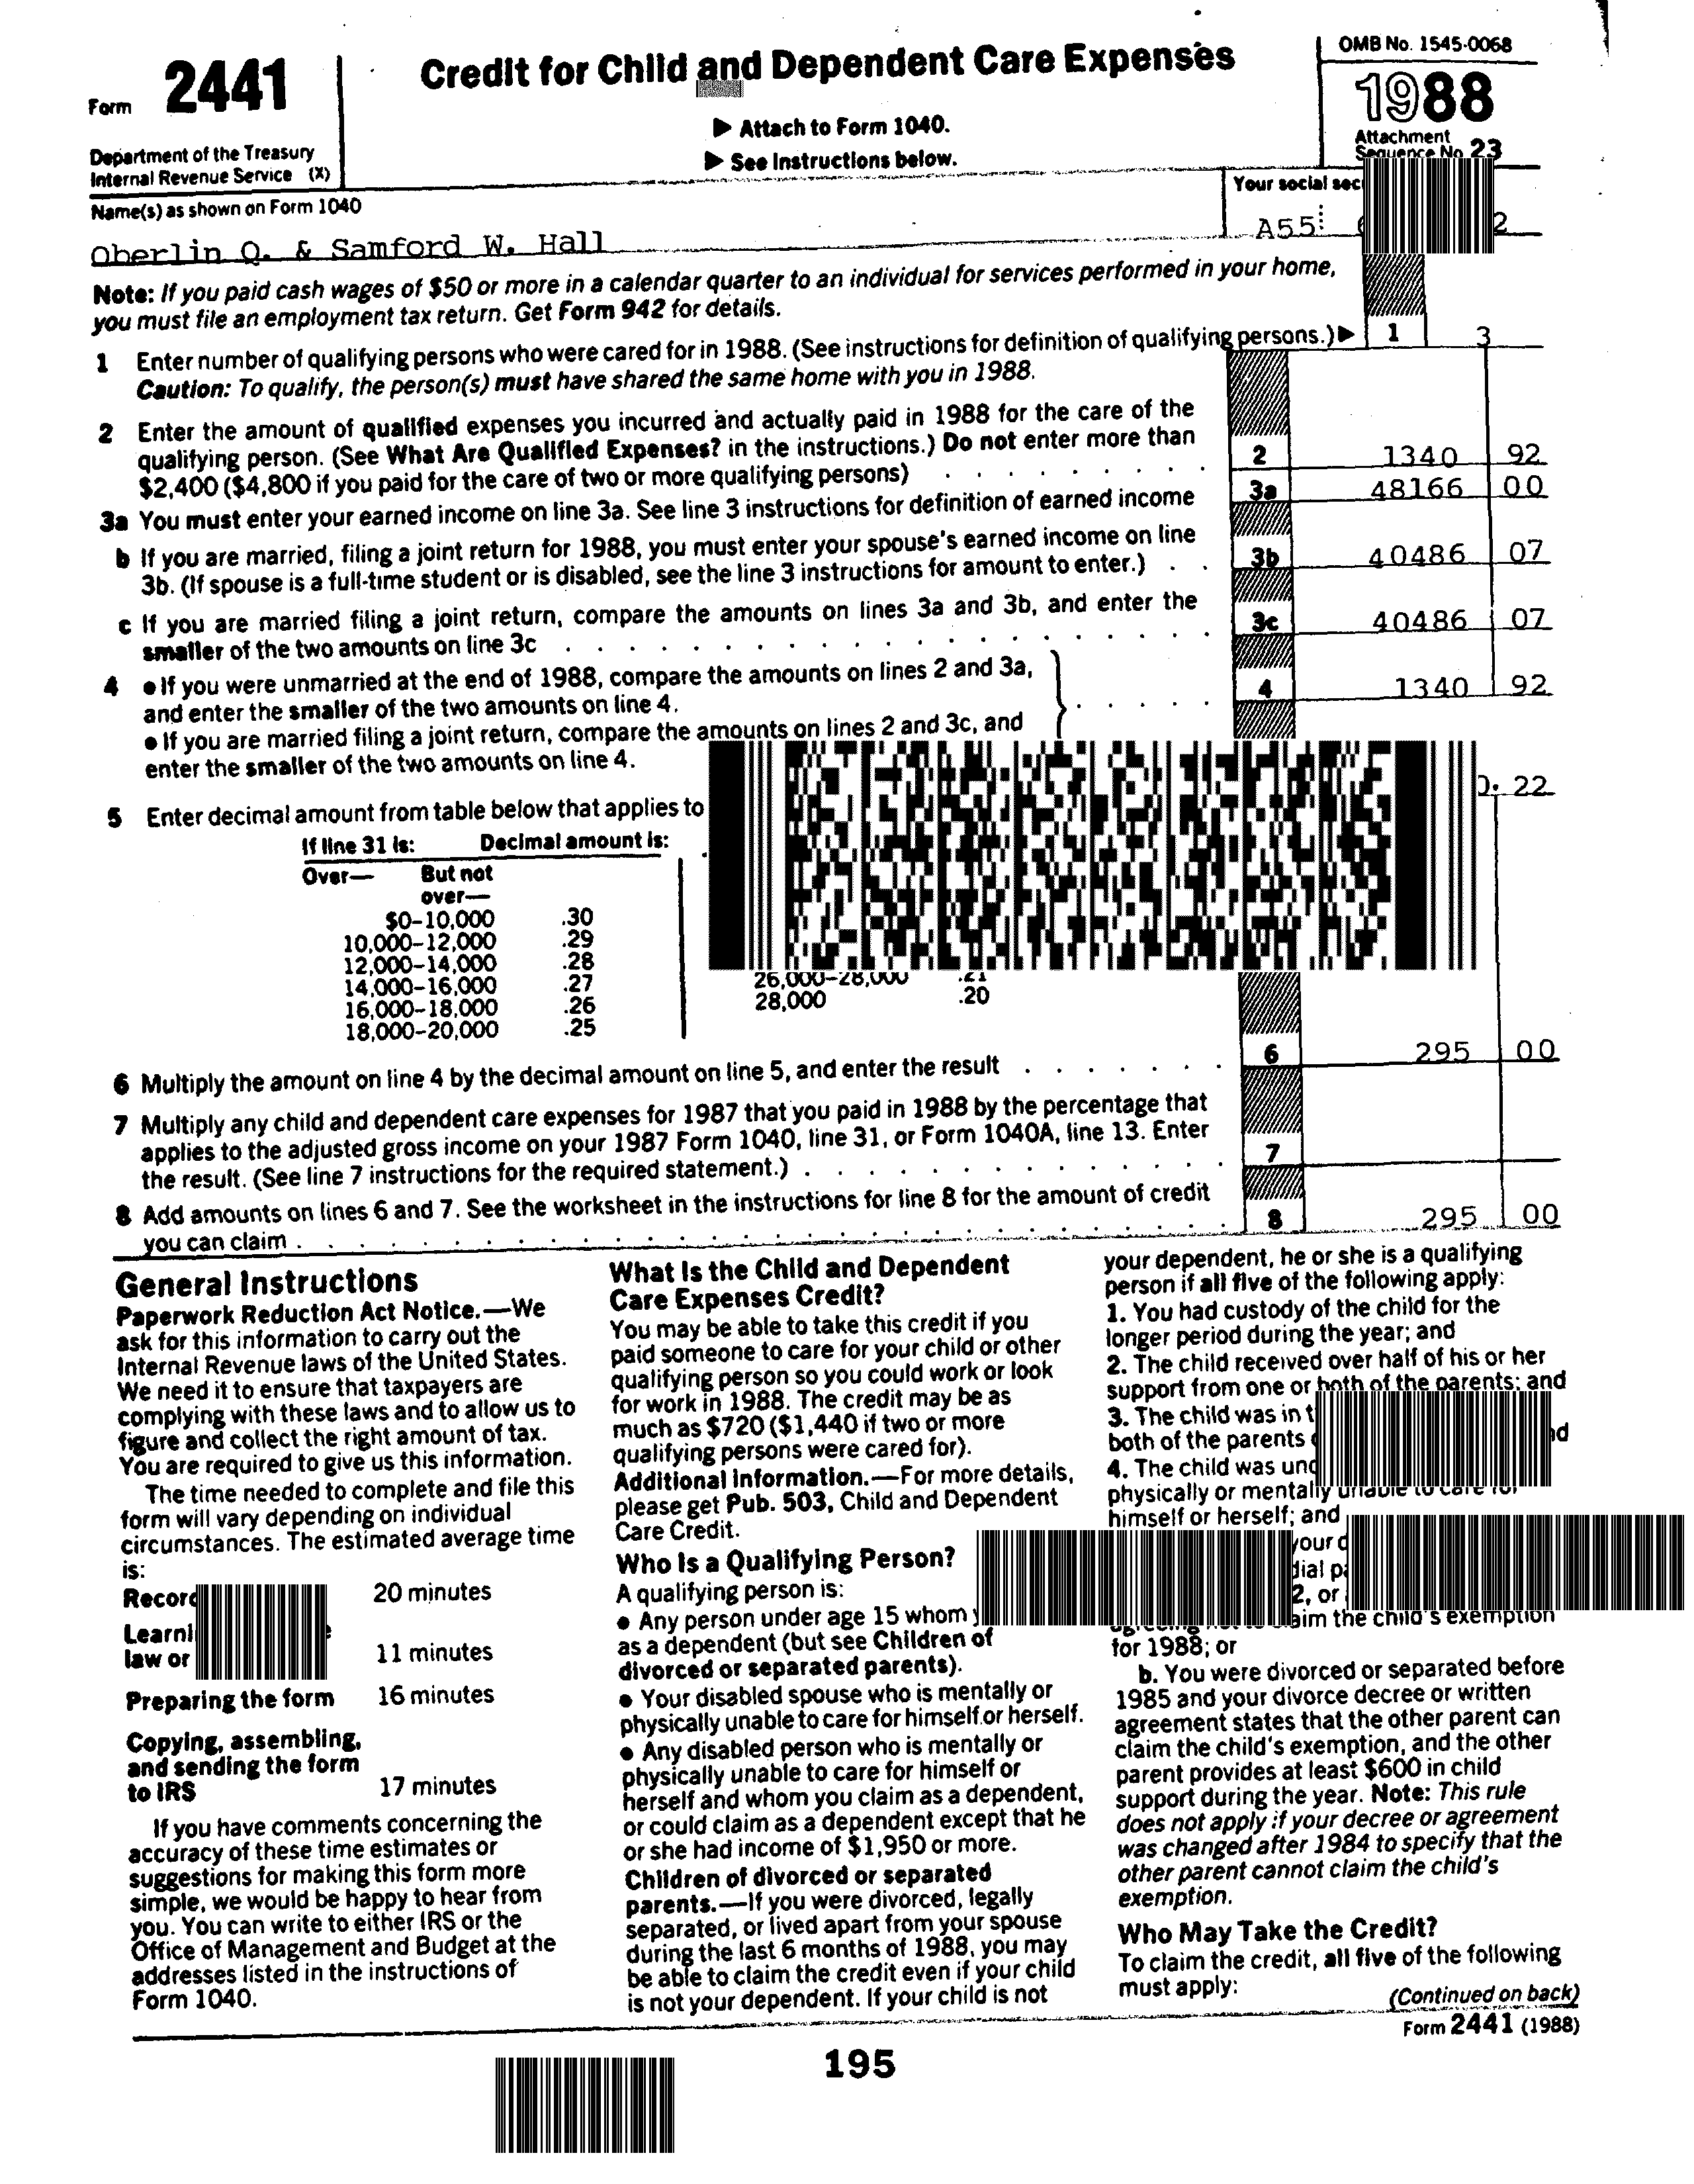 Form 2441
Credit for Child and Dependent Care Expenses
▶ Attach to Form 1040.
▶ See Instructions below.
OMB No. 1545-0068
1988
Attachment
Sequence No. 23
Department of the Treasury
Internal Revenue Service (X)
Name(s) as shown on Form 1040
Your social
Oberlin Q. & Samford W. Hall
A55
2
Note: If you paid cash wages of $50 or more in a calendar quarter to an individual for services performed in your home,
you must file an employment tax return. Get Form 942 for details.
1 Enter number of qualifying persons who were cared for in 1988. (See instructions for definition of qualifying persons.) ▶ 1 3
Caution: To qualify, the person(s) must have shared the same home with you in 1988.
2 Enter the amount of qualified expenses you incurred and actually paid in 1988 for the care of the
qualifying person. (See What Are Qualified Expenses? in the instructions.) Do not enter more than
$2,400 ($4,800 if you paid for the care of two or more qualifying persons) . . . . . . . . 2 1340 92
3a You must enter your earned income on line 3a. See line 3 instructions for definition of earned income 3a 48166 00
b If you are married, filing a joint return for 1988, you must enter your spouse's earned income on line
3b. (If spouse is a full-time student or is disabled, see the line 3 instructions for amount to enter.) . . 3b 40486 07
c If you are married filing a joint return, compare the amounts on lines 3a and 3b, and enter the
smaller of the two amounts on line 3c . . . . . . . . . . . . . . . . . 3c 40486 07
4 ● If you were unmarried at the end of 1988, compare the amounts on lines 2 and 3a,
and enter the smaller of the two amounts on line 4. . . . . . 4 1340 92
● If you are married filing a joint return, compare the amounts on lines 2 and 3c, and
enter the smaller of the two amounts on line 4.
5 Enter decimal amount from table below that applies to
. 22
If line 31 is: Decimal amount is:
Over— But not
over—
$0–10,000 .30
10,000–12,000 .29
12,000–14,000 .28
14,000–16,000 .27
16,000–18,000 .26
18,000–20,000 .25
26,000–28,000 .21
28,000 .20
6 Multiply the amount on line 4 by the decimal amount on line 5, and enter the result . . . . . . . 6 295 00
7 Multiply any child and dependent care expenses for 1987 that you paid in 1988 by the percentage that
applies to the adjusted gross income on your 1987 Form 1040, line 31, or Form 1040A, line 13. Enter
the result. (See line 7 instructions for the required statement.) . . . . . . . . . . . . . . 7
8 Add amounts on lines 6 and 7. See the worksheet in the instructions for line 8 for the amount of credit
you can claim . . . . . . . . . . . . . . . . . . . . . . . . . . . . . 8 295 00
General Instructions
Paperwork Reduction Act Notice.—We
ask for this information to carry out the
Internal Revenue laws of the United States.
We need it to ensure that taxpayers are
complying with these laws and to allow us to
figure and collect the right amount of tax.
You are required to give us this information.
The time needed to complete and file this
form will vary depending on individual
circumstances. The estimated average time
is:
20 minutes
law or 11 minutes
Preparing the form 16 minutes
Copying, assembling,
and sending the form
to IRS 17 minutes
If you have comments concerning the
accuracy of these time estimates or
suggestions for making this form more
simple, we would be happy to hear from
you. You can write to either IRS or the
Office of Management and Budget at the
addresses listed in the instructions of
Form 1040.
What Is the Child and Dependent
Care Expenses Credit?
You may be able to take this credit if you
paid someone to care for your child or other
qualifying person so you could work or look
for work in 1988. The credit may be as
much as $720 ($1,440 if two or more
qualifying persons were cared for).
Additional information.—For more details,
please get Pub. 503, Child and Dependent
Care Credit.
Who Is a Qualifying Person?
A qualifying person is:
● Any person under age 15 whom
as a dependent (but see Children of
divorced or separated parents).
● Your disabled spouse who is mentally or
physically unable to care for himself or herself.
● Any disabled person who is mentally or
physically unable to care for himself or
herself and whom you claim as a dependent,
or could claim as a dependent except that he
or she had income of $1,950 or more.
Children of divorced or separated
parents.—If you were divorced, legally
separated, or lived apart from your spouse
during the last 6 months of 1988, you may
be able to claim the credit even if your child
is not your dependent. If your child is not
your dependent, he or she is a qualifying
person if all five of the following apply:
1. You had custody of the child for the
longer period during the year; and
2. The child received over half of his or her
support from one or both of the parents; and
3. The child was in
both of the parents
4. The child was
physically or mentally unable to care for
himself or herself; and
your
2, or
the child's exemption
for 1988; or
b. You were divorced or separated before
1985 and your divorce decree or written
agreement states that the other parent can
claim the child's exemption, and the other
parent provides at least $600 in child
support during the year. Note: This rule
does not apply if your decree or agreement
was changed after 1984 to specify that the
other parent cannot claim the child's
exemption.
Who May Take the Credit?
To claim the credit, all five of the following
must apply:
(Continued on back)
Form 2441 (1988)
195